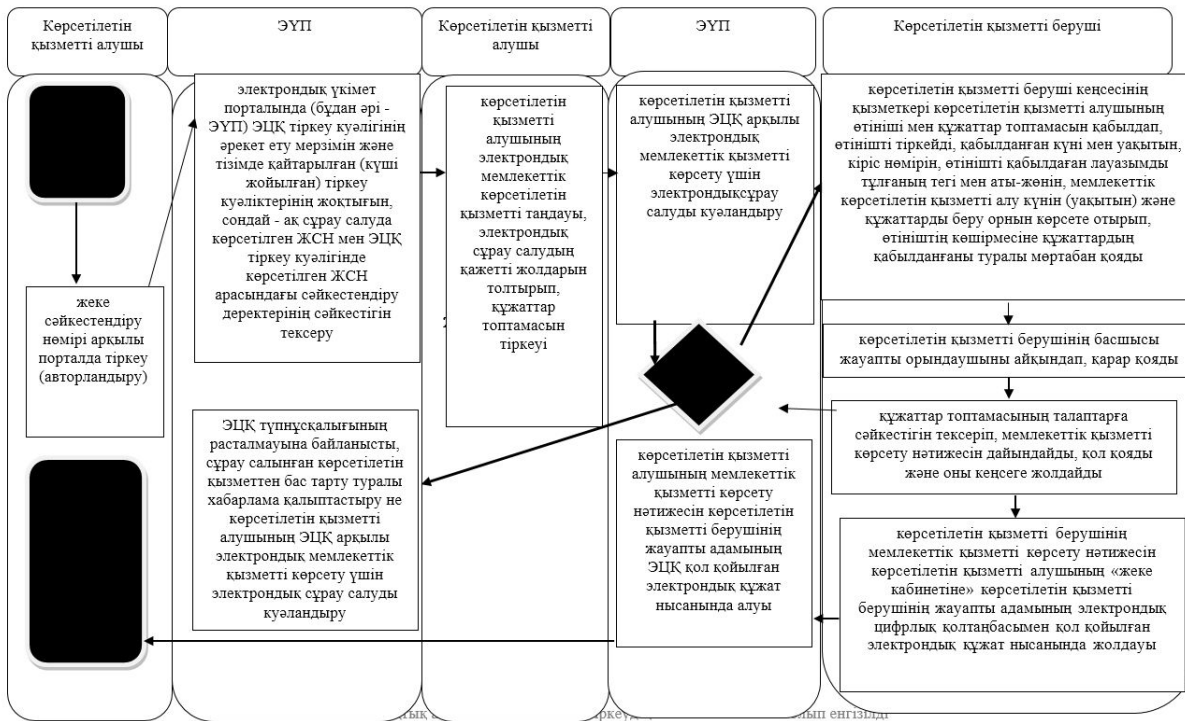 Көрсетілетін
қызметті алушы
ЭҮП
Көрсетілетін қызметті
алушы
ЭҮП
Көрсетілетін қызметті беруші
жеке
сәйкестендіру
нөмірі арқылы
порталда тіркеу
(авторландыру)
электрондық үкімет
порталында (бұдан әрі -
ЭҮП) ЭЦҚ тіркеу куәлігінің
әрекет ету мерзімін және
тізімде қайтарылған (күші
жойылған) тіркеу
куәліктерінің жоқтығын,
сондай - ақ сұрау салуда
көрсетілген ЖСН мен ЭЦҚ
тіркеу куәлігінде
көрсетілген ЖСН
арасындағы сәйкестендіру
деректерінің сәйкестігін
тексеру
көрсетілетін
қызметті
алушының
электрондық
мемлекеттік
көрсетілетін
қызметті таңдауы,
электрондық
сұрау салудың
қажетті жолдарын
толтырып,
құжаттар
топтамасын
тіркеуі
көрсетілетін қызметті
алушының ЭЦҚ арқылы
электрондық
мемлекеттік қызметті
көрсету үшін
электрондықсұрау
салуды куәландыру
көрсетілетін қызметті беруші кеңсесінің
қызметкері көрсетілетін қызметті алушының
өтініші мен құжаттар топтамасын қабылдап,
өтінішті тіркейді, қабылданған күні мен уақытын,
кіріс нөмірін, өтінішті қабылдаған лауазымды
тұлғаның тегі мен аты-жөнін, мемлекеттік
көрсетілетін қызметті алу күнін (уақытын) және
құжаттарды беру орнын көрсете отырып,
өтініштің көшірмесіне құжаттардың
қабылданғаны туралы мөртабан қояды
көрсетілетін қызметті берушінің басшысы
жауапты орындаушыны айқындап, қарар қояды
құжаттар топтамасының талаптарға
сәйкестігін тексеріп, мемлекеттік қызметті
көрсету нәтижесін дайындайды, қол қояды
және оны кеңсеге жолдайды
ЭЦҚ түпнұсқалығының
расталмауына байланысты,
сұрау салынған көрсетілетін
қызметтен бас тарту туралы
хабарлама қалыптастыру не
көрсетілетін қызметті
алушының ЭЦҚ арқылы
электрондық мемлекеттік
қызметті көрсету үшін
электрондық сұрау салуды
куәландыру
көрсетілетін қызметті
алушының мемлекеттік
қызметті көрсету
нәтижесін көрсетілетін
қызметті берушінің
жауапты адамының
ЭЦҚ қол қойылған
электрондық құжат
нысанында алуы
көрсетілетін қызметті берушінің
мемлекеттік қызметті көрсету нәтижесін
көрсетілетін қызметті алушының «жеке
кабинетіне» көрсетілетін қызметті
берушінің жауапты адамының электрондық
цифрлық қолтаңбасымен қол қойылған
электрондық құжат нысанында жолдауы
енгізілді